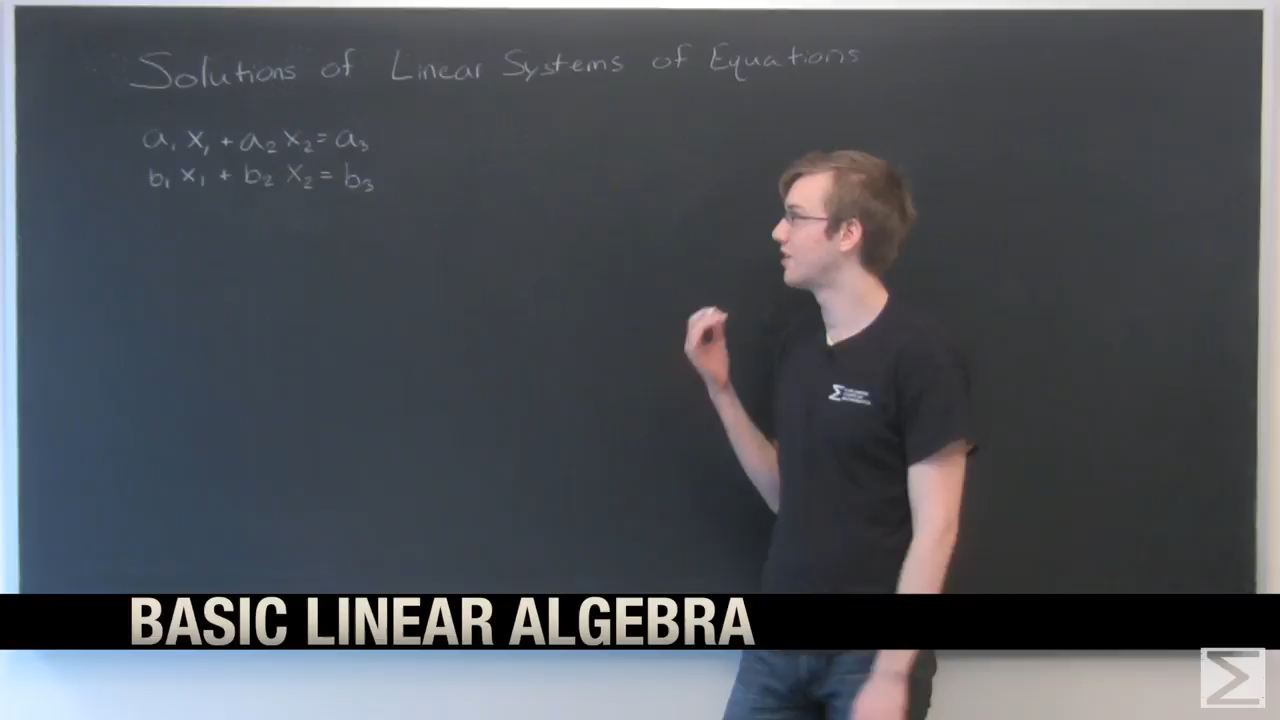 Solutions of Linear Systems of Equations
a₁ x₁ + a₂ x₂ = a₃
b₁ x₁ + b₂ x₂ = b₃
Σ
BASIC LINEAR ALGEBRA
Σ